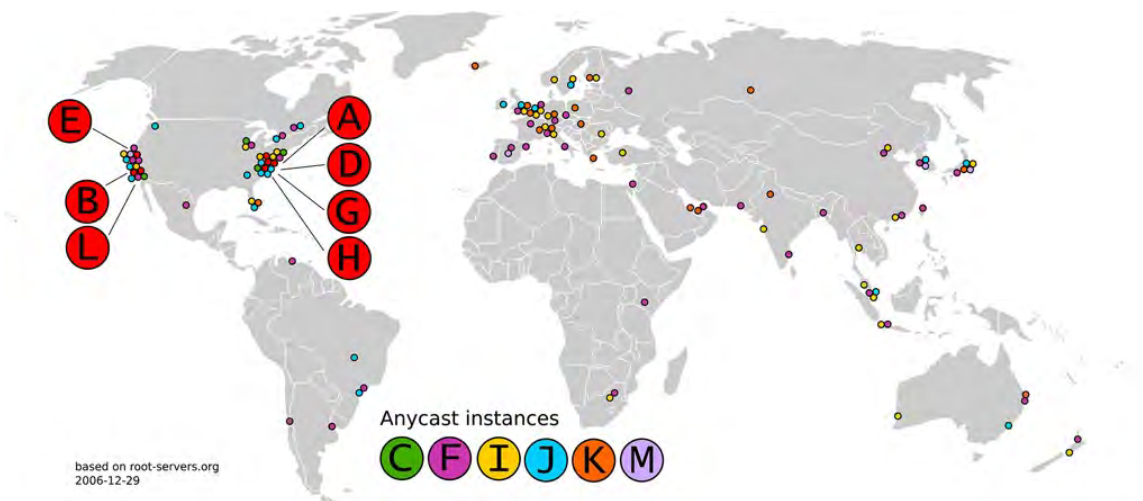 E
A
D
B
G
L
H
Anycast instances
C F I J K M
based on root-servers.org
2006-12-29